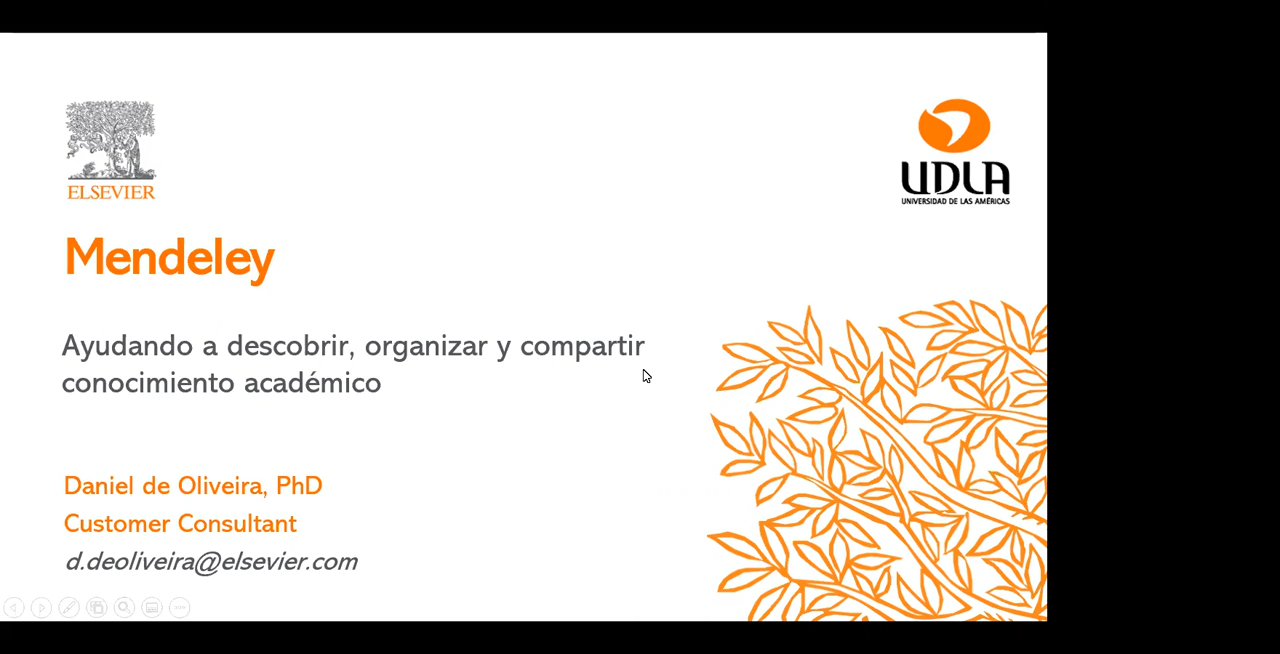 ELSEVIER
UDLA
UNIVERSIDAD DE LAS AMÉRICAS
Mendeley
Ayudando a descobrir, organizar y compartir
conocimiento académico
Daniel de Oliveira, PhD
Customer Consultant
d.deoliveira@elsevier.com